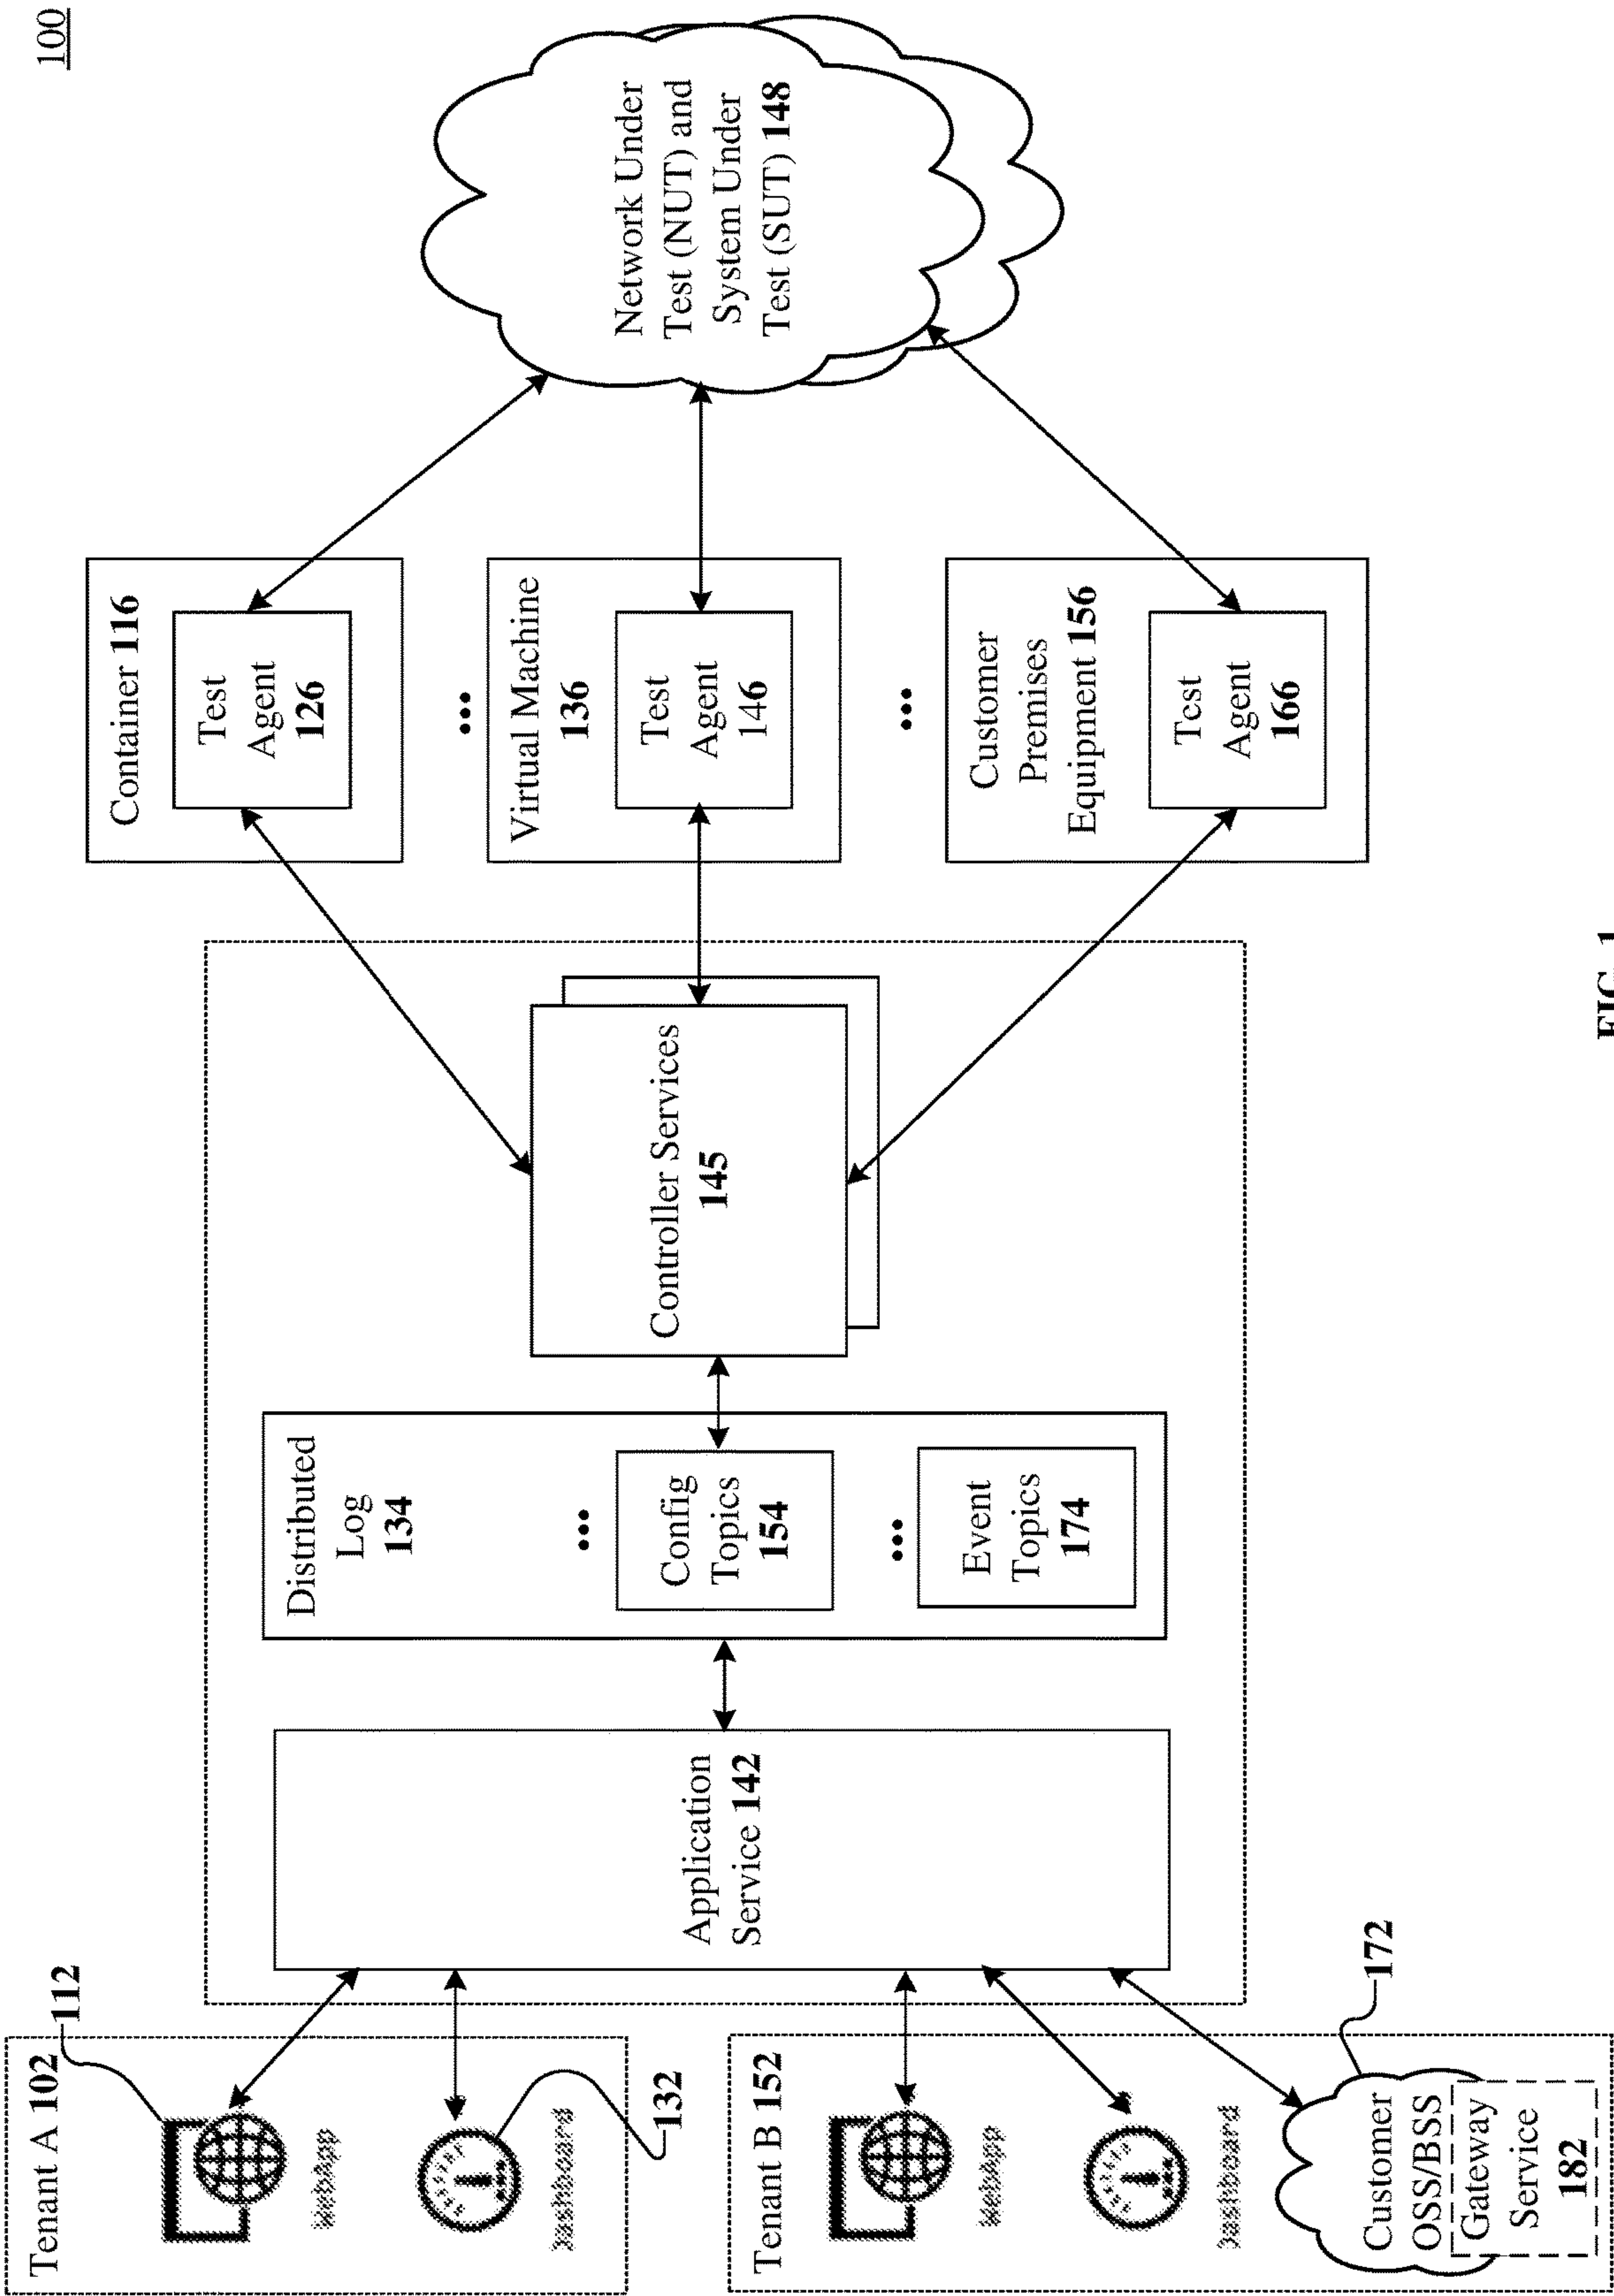 100
Tenant A 102
112
WebApp
Dashboard
132
Tenant B 152
WebApp
Dashboard
172
Customer
OSS/BSS
Gateway
Service
182
Application
Service 142
Distributed
Log
134
•••
Config
Topics
154
•••
Event
Topics
174
Controller Services
145
Container 116
Test
Agent
126
•••
Virtual Machine
136
Test
Agent
146
•••
Customer
Premises
Equipment 156
Test
Agent
166
Network Under
Test (NUT) and
System Under
Test (SUT) 148
FIG. 1